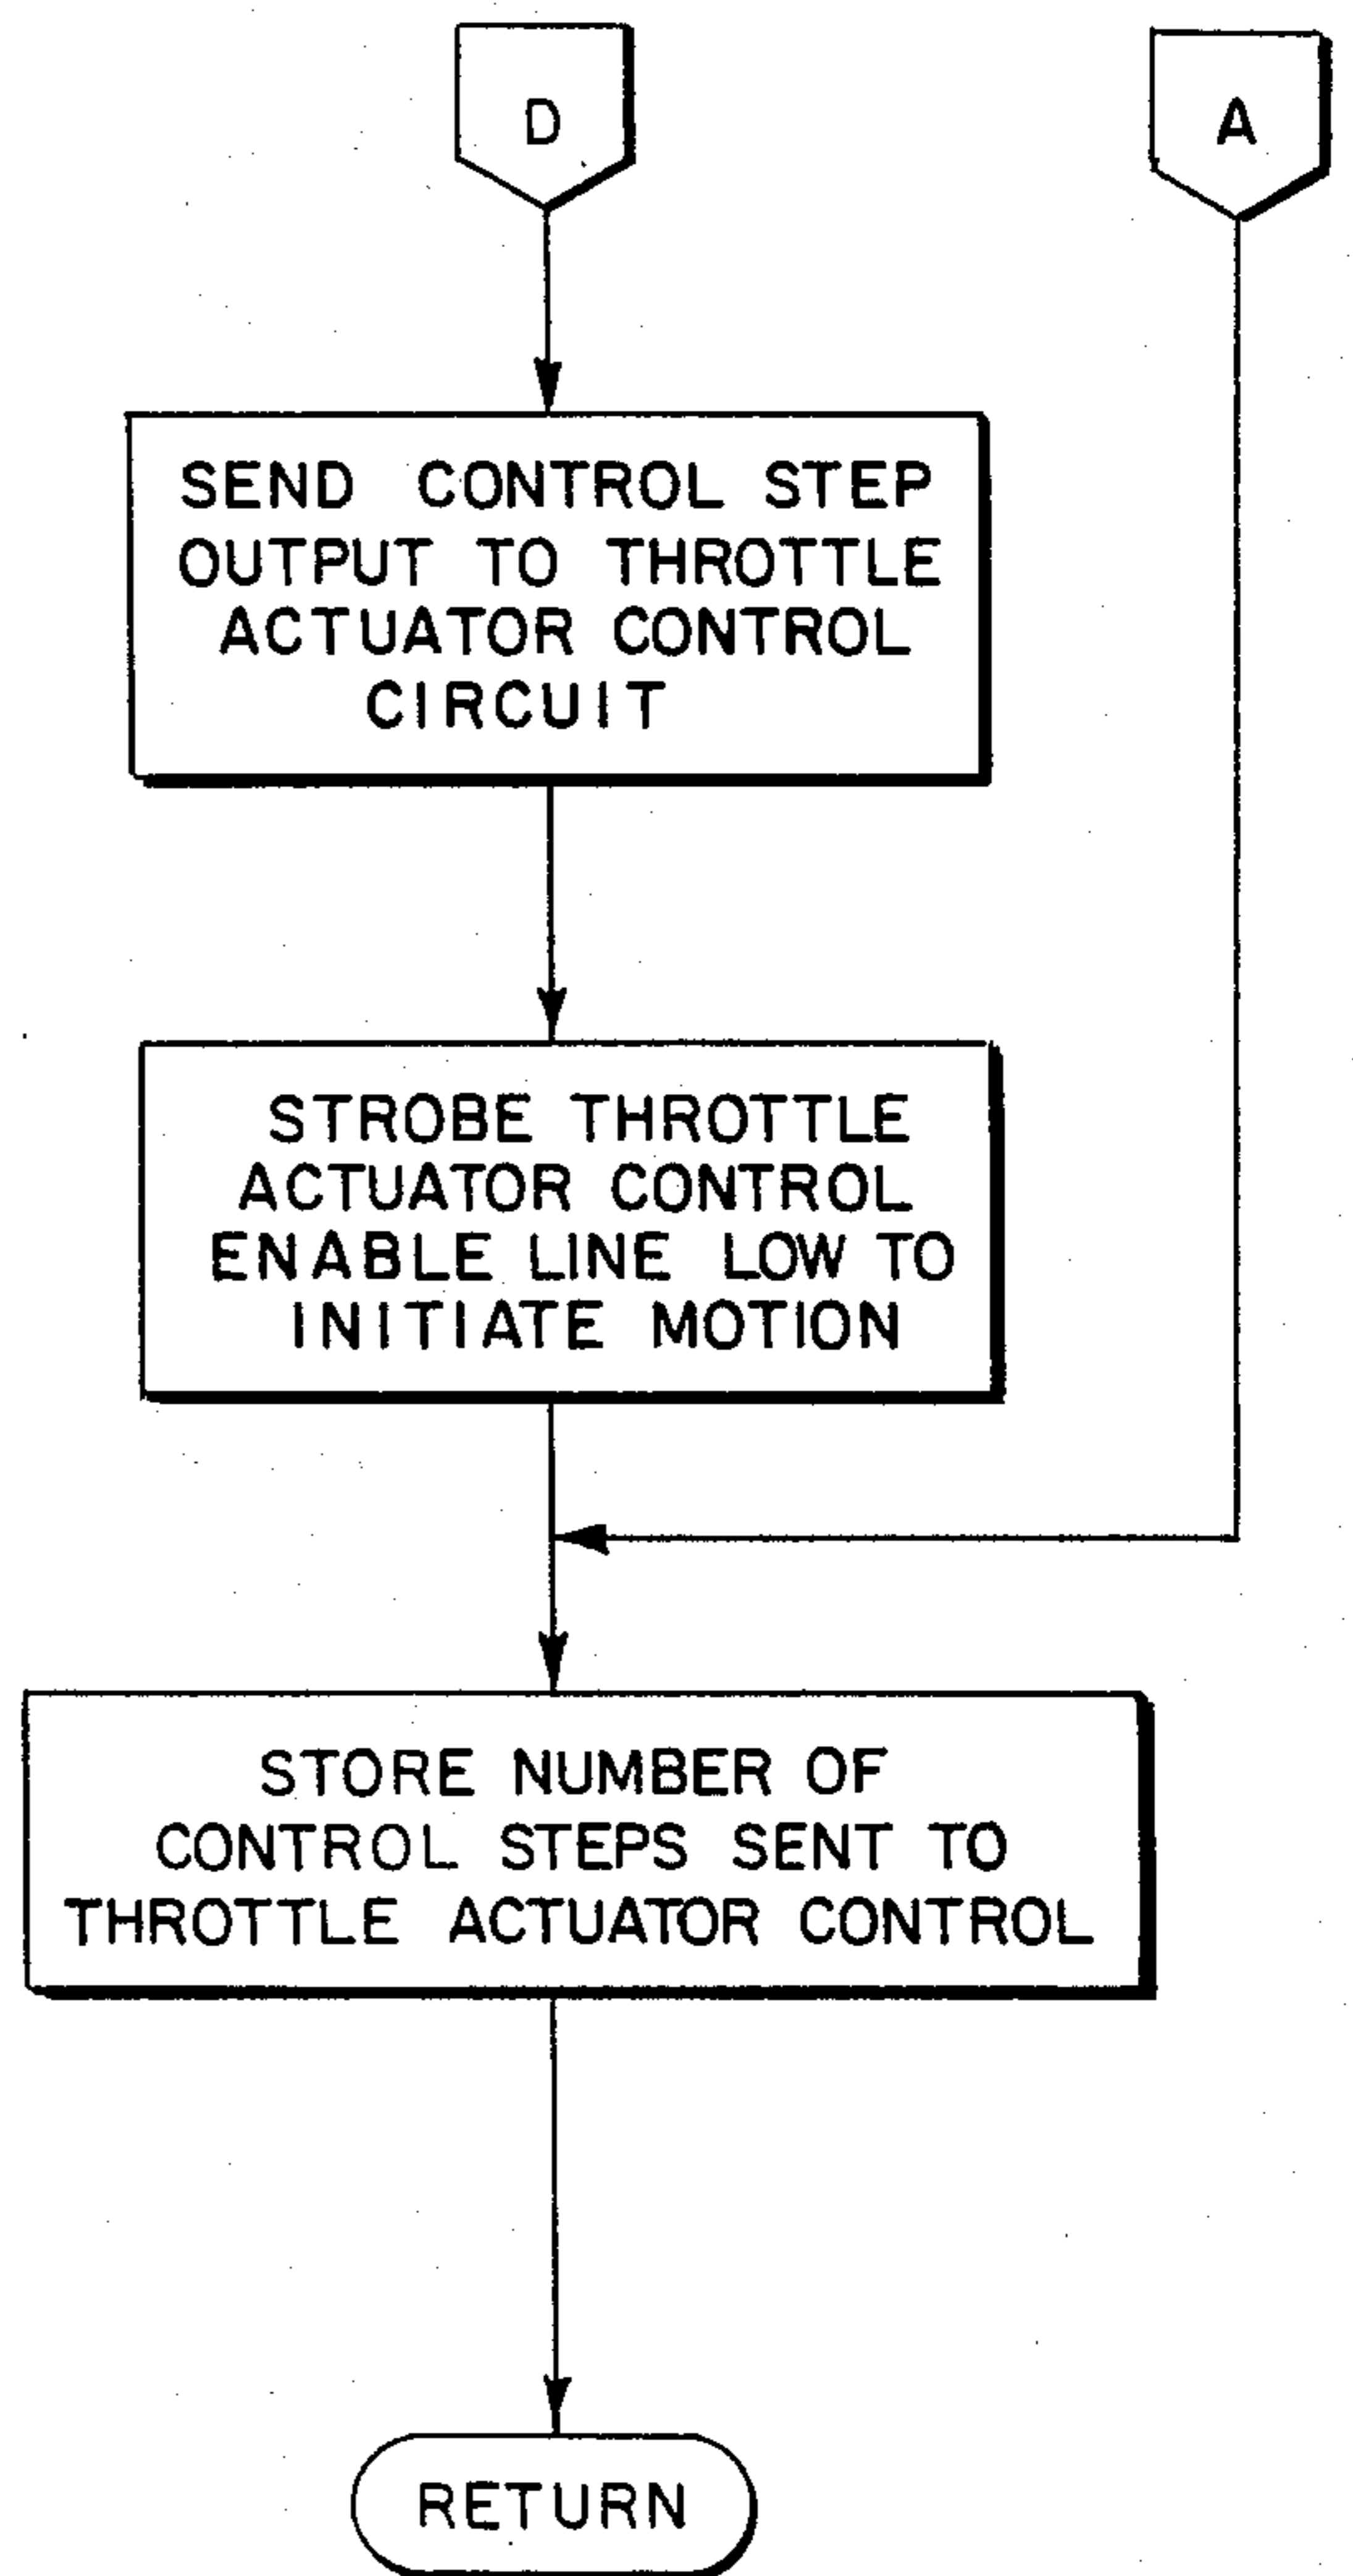 D
A
SEND CONTROL STEP
OUTPUT TO THROTTLE
ACTUATOR CONTROL
CIRCUIT
STROBE THROTTLE
ACTUATOR CONTROL
ENABLE LINE LOW TO
INITIATE MOTION
STORE NUMBER OF
CONTROL STEPS SENT TO
THROTTLE ACTUATOR CONTROL
RETURN